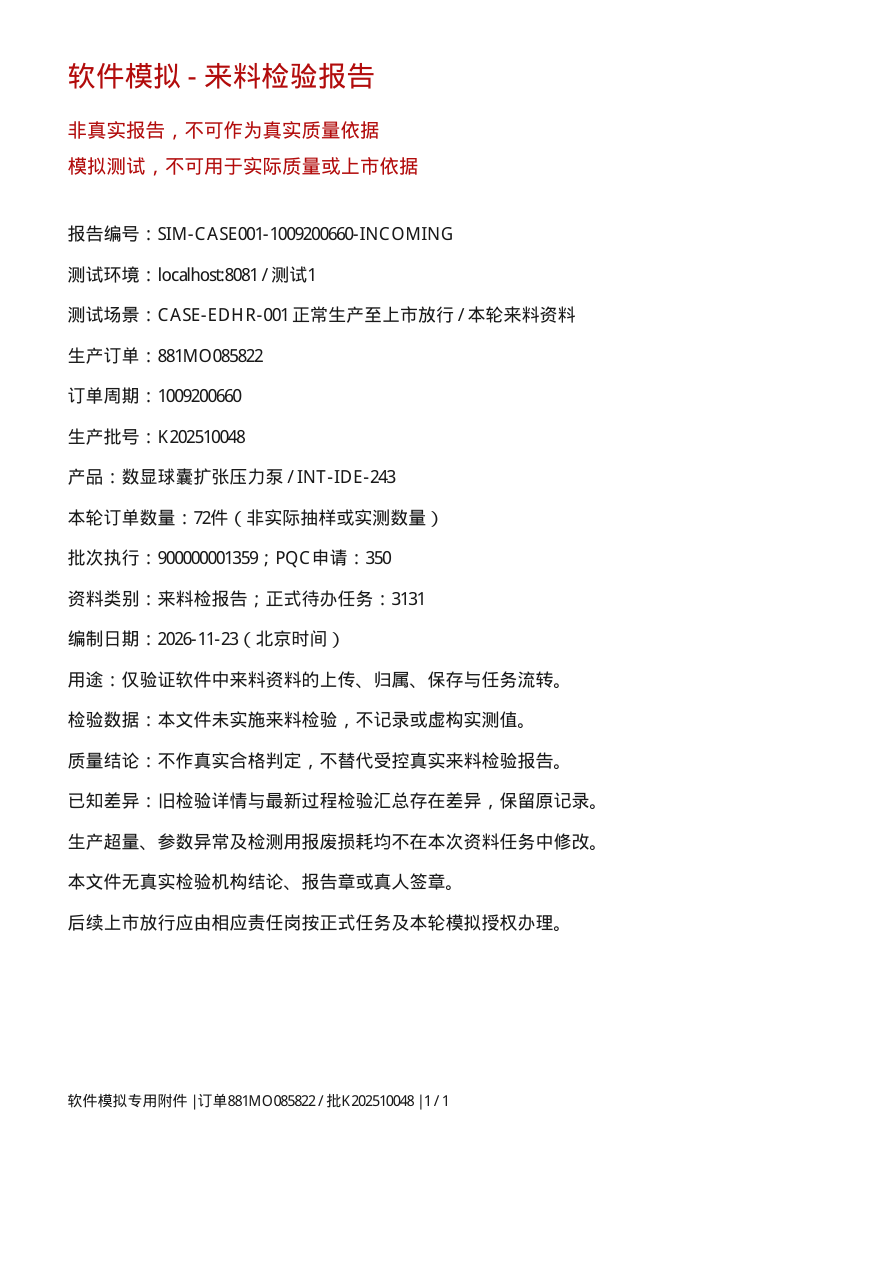 软件模拟 - 来料检验报告
非真实报告，不可作为真实质量依据
模拟测试，不可用于实际质量或上市依据
报告编号：SIM-CASE001-1009200660-INCOMING
测试环境：localhost:8081 / 测试1
测试场景：CASE-EDHR-001 正常生产至上市放行 / 本轮来料资料
生产订单：881MO085822
订单周期：1009200660
生产批号：K202510048
产品：数显球囊扩张压力泵 / INT-IDE-243
本轮订单数量：72件（非实际抽样或实测数量）
批次执行：900000001359；PQC申请：350
资料类别：来料检报告；正式待办任务：3131
编制日期：2026-11-23（北京时间）
用途：仅验证软件中来料资料的上传、归属、保存与任务流转。
检验数据：本文件未实施来料检验，不记录或虚构实测值。
质量结论：不作真实合格判定，不替代受控真实来料检验报告。
已知差异：旧检验详情与最新过程检验汇总存在差异，保留原记录。
生产超量、参数异常及检测用报废损耗均不在本次资料任务中修改。
本文件无真实检验机构结论、报告章或真人签章。
后续上市放行应由相应责任岗按正式任务及本轮模拟授权办理。
软件模拟专用附件 | 订单881MO085822 / 批K202510048 | 1 / 1